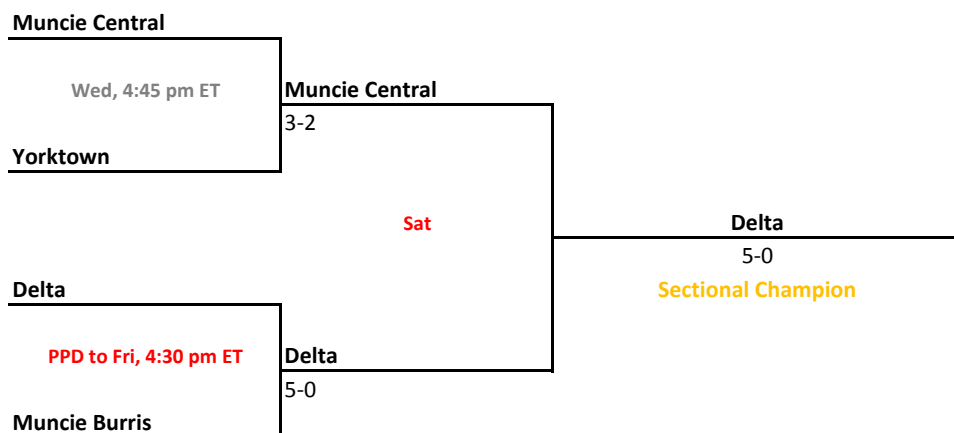 Muncie Central
Wed, 4:45 pm ET
Muncie Central
3-2
Yorktown
Sat
Delta
5-0
Sectional Champion
Delta
PPD to Fri, 4:30 pm ET
Delta
5-0
Muncie Burris